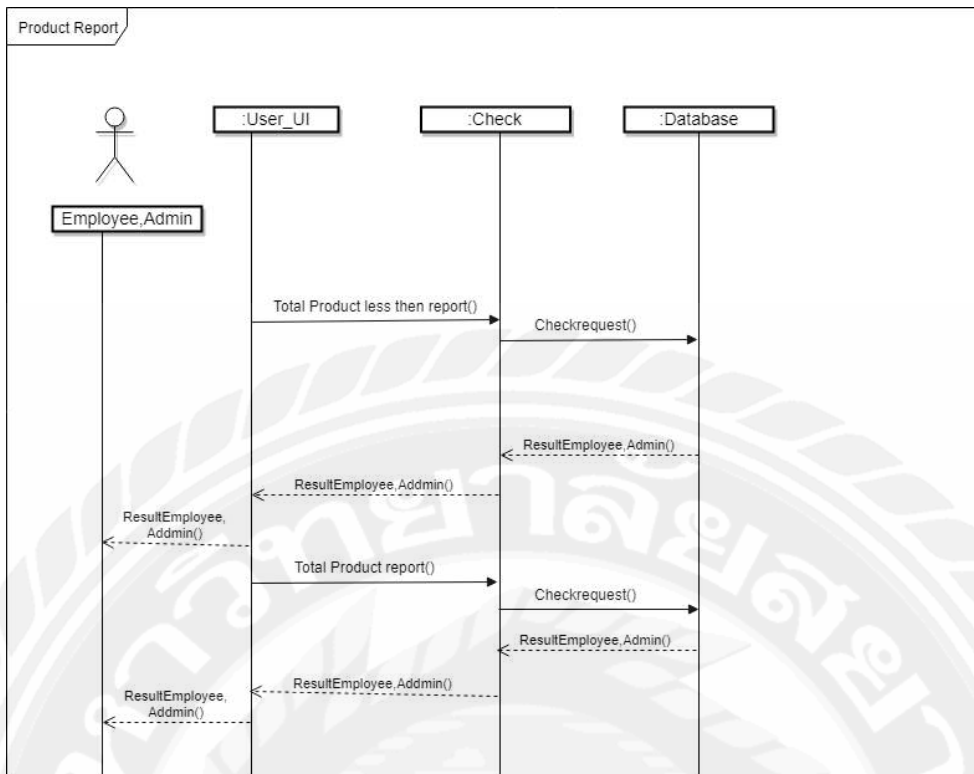 Product Report
:User_UI
:Check
:Database
Employee,Admin
Total Product less then report()
Checkrequest()
ResultEmployee,Admin()
ResultEmployee,Addmin()
ResultEmployee,
Addmin()
Total Product report()
Checkrequest()
ResultEmployee,Admin()
ResultEmployee,Addmin()
ResultEmployee,
Addmin()